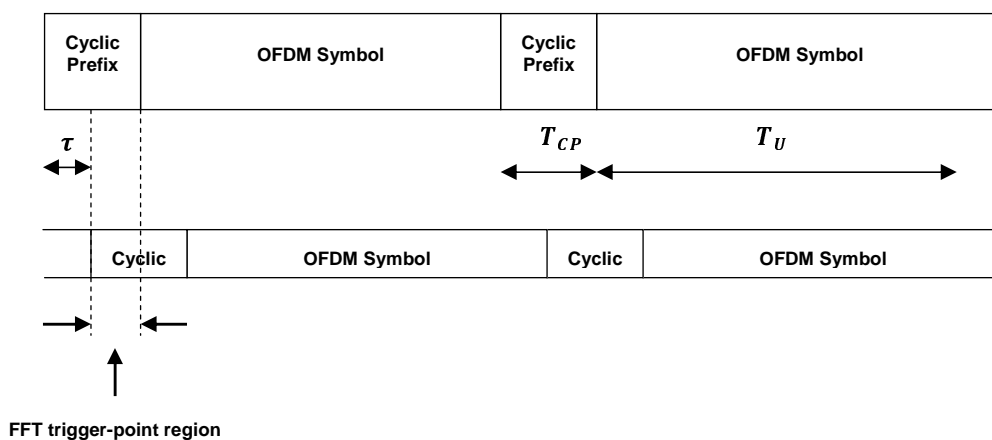 Cyclic
Prefix
OFDM Symbol
Cyclic
Prefix
OFDM Symbol
τ
T_CP
T_U
Cyclic
OFDM Symbol
Cyclic
OFDM Symbol
FFT trigger-point region